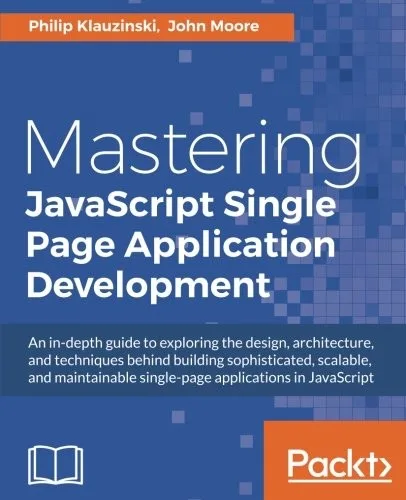 Philip Klauzinski, John Moore
Mastering
JavaScript Single
Page Application
Development
An in-depth guide to exploring the design, architecture,
and techniques behind building sophisticated, scalable,
and maintainable single-page applications in JavaScript
Packt>